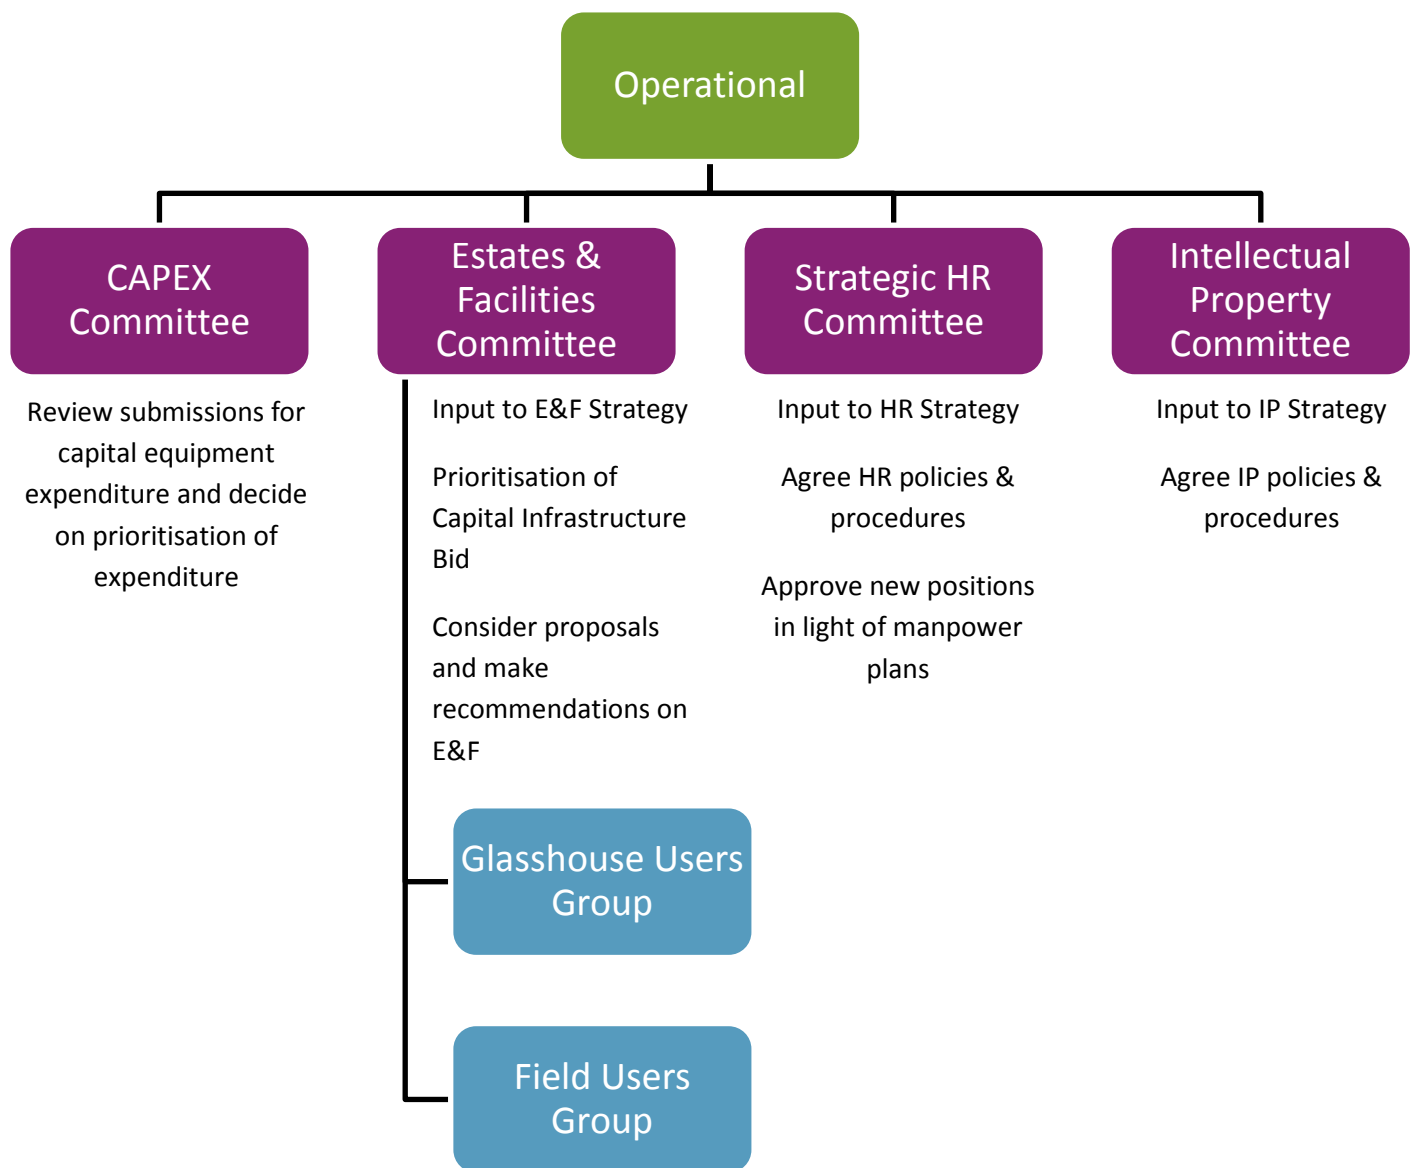 Operational
CAPEX
Committee
Review submissions for
capital equipment
expenditure and decide
on prioritisation of
expenditure
Estates &
Facilities
Committee
Input to E&F Strategy
Prioritisation of
Capital Infrastructure
Bid
Consider proposals
and make
recommendations on
E&F
Glasshouse Users
Group
Field Users
Group
Strategic HR
Committee
Input to HR Strategy
Agree HR policies &
procedures
Approve new positions
in light of manpower
plans
Intellectual
Property
Committee
Input to IP Strategy
Agree IP policies &
procedures